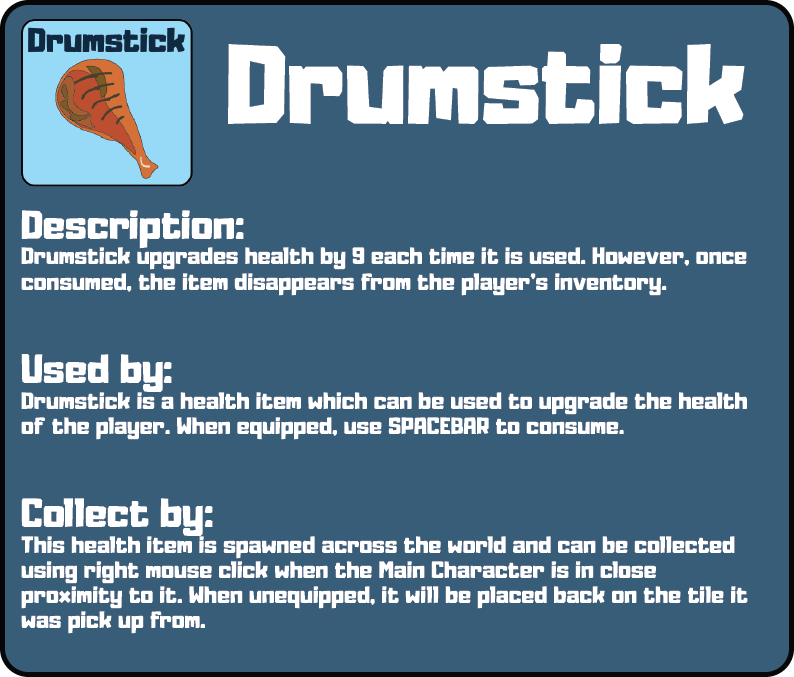 Drumstick
Drumstick
Description:
Drumstick upgrades health by 9 each time it is used. However, once
consumed, the item disappears from the player's inventory.
Used by:
Drumstick is a health item which can be used to upgrade the health
of the player. When equipped, use SPACEBAR to consume.
Collect by:
This health item is spawned across the world and can be collected
using right mouse click when the Main Character is in close
proximity to it. When unequipped, it will be placed back on the tile it
was pick up from.